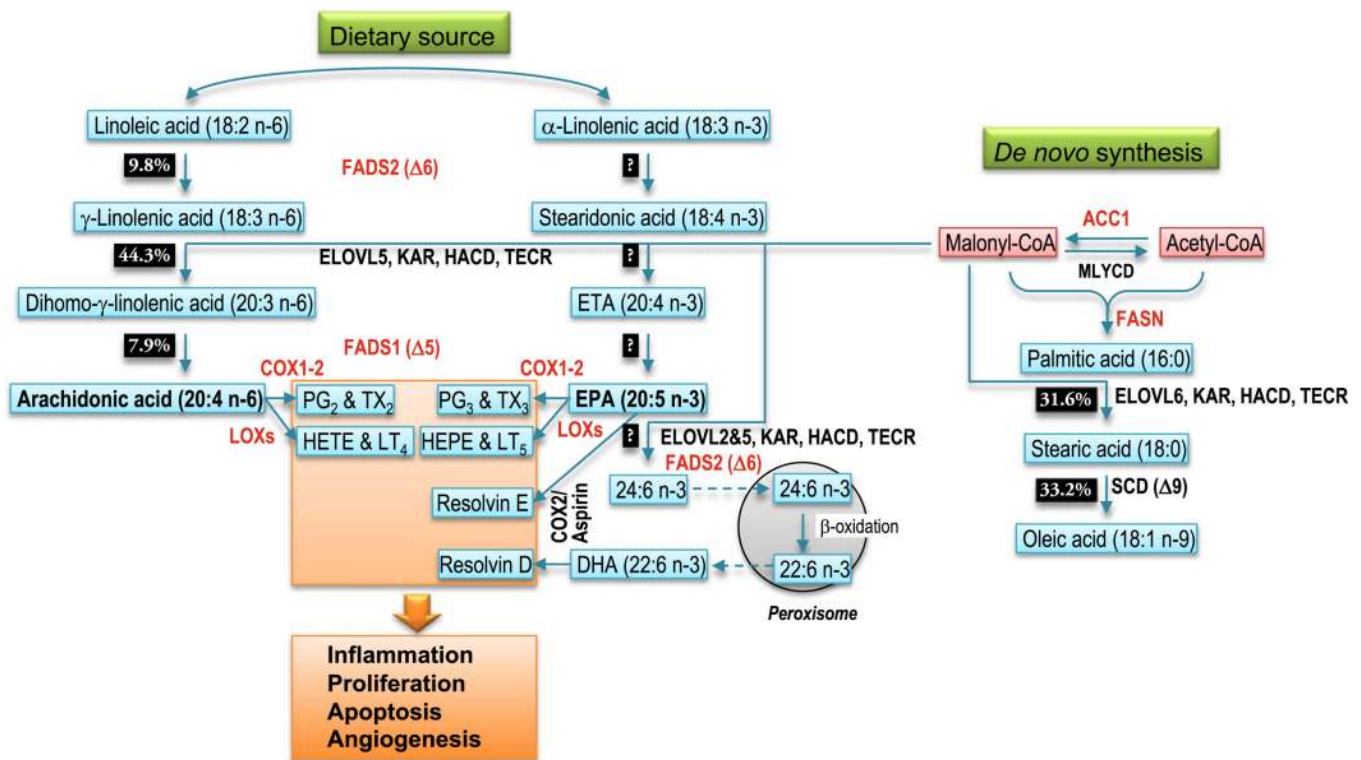 Dietary source
Linoleic acid (18:2 n-6)
α-Linolenic acid (18:3 n-3)
De novo synthesis
9.8%
FADS2 (Δ6)
?
γ-Linolenic acid (18:3 n-6)
Stearidonic acid (18:4 n-3)
ACC1
Malonyl-CoA
Acetyl-CoA
MLYCD
44.3%
ELOVL5, KAR, HACD, TECR
?
Dihomo-γ-linolenic acid (20:3 n-6)
ETA (20:4 n-3)
FASN
7.9%
FADS1 (Δ5)
?
Palmitic acid (16:0)
COX1-2
COX1-2
Arachidonic acid (20:4 n-6)
PG2 & TX2
PG3 & TX3
EPA (20:5 n-3)
31.6%
ELOVL6, KAR, HACD, TECR
LOXs
HETE & LT4
HEPE & LT5
LOXs
?
ELOVL2&5, KAR, HACD, TECR
FADS2 (Δ6)
Stearic acid (18:0)
24:6 n-3
24:6 n-3
33.2%
SCD (Δ9)
Resolvin E
COX2/
Aspirin
β-oxidation
Oleic acid (18:1 n-9)
Resolvin D
DHA (22:6 n-3)
22:6 n-3
Peroxisome
Inflammation
Proliferation
Apoptosis
Angiogenesis